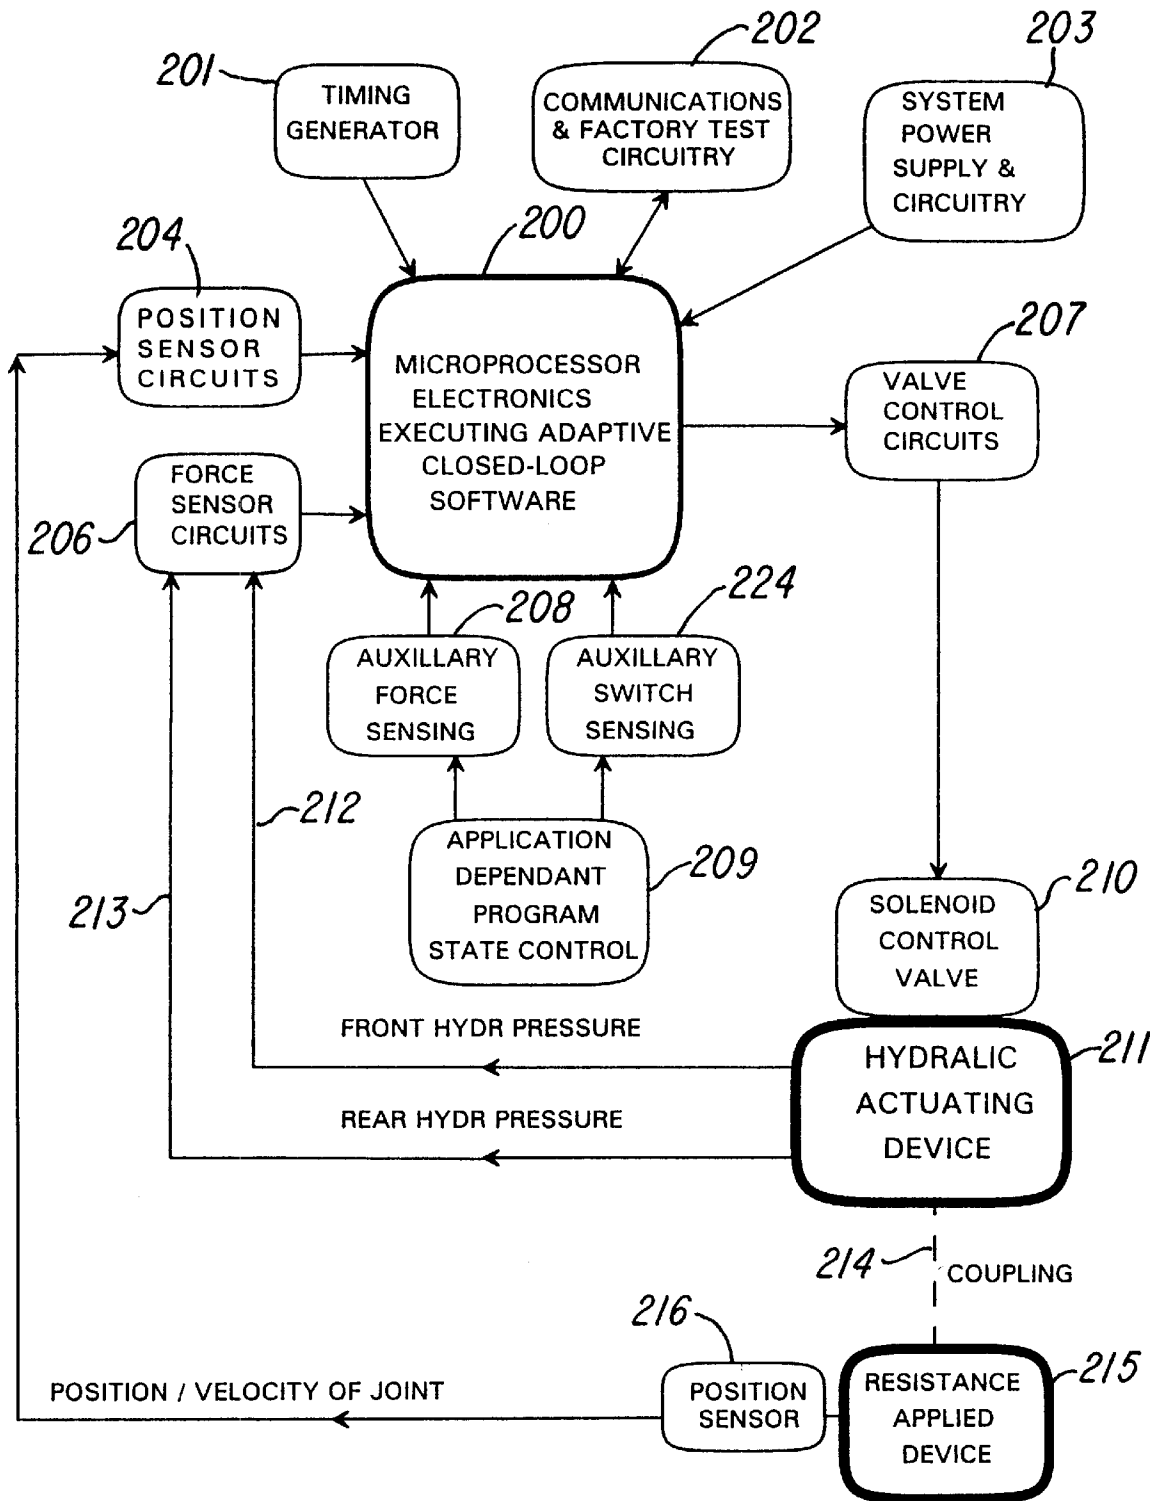 201
TIMING
GENERATOR
202
COMMUNICATIONS
& FACTORY TEST
CIRCUITRY
203
SYSTEM
POWER
SUPPLY &
CIRCUITRY
200
MICROPROCESSOR
ELECTRONICS
EXECUTING ADAPTIVE
CLOSED-LOOP
SOFTWARE
204
POSITION
SENSOR
CIRCUITS
207
VALVE
CONTROL
CIRCUITS
206
FORCE
SENSOR
CIRCUITS
208
AUXILLARY
FORCE
SENSING
224
AUXILLARY
SWITCH
SENSING
209
APPLICATION
DEPENDANT
PROGRAM
STATE CONTROL
212
213
210
SOLENOID
CONTROL
VALVE
FRONT HYDR PRESSURE
REAR HYDR PRESSURE
211
HYDRALIC
ACTUATING
DEVICE
214
COUPLING
216
POSITION
SENSOR
215
RESISTANCE
APPLIED
DEVICE
POSITION / VELOCITY OF JOINT